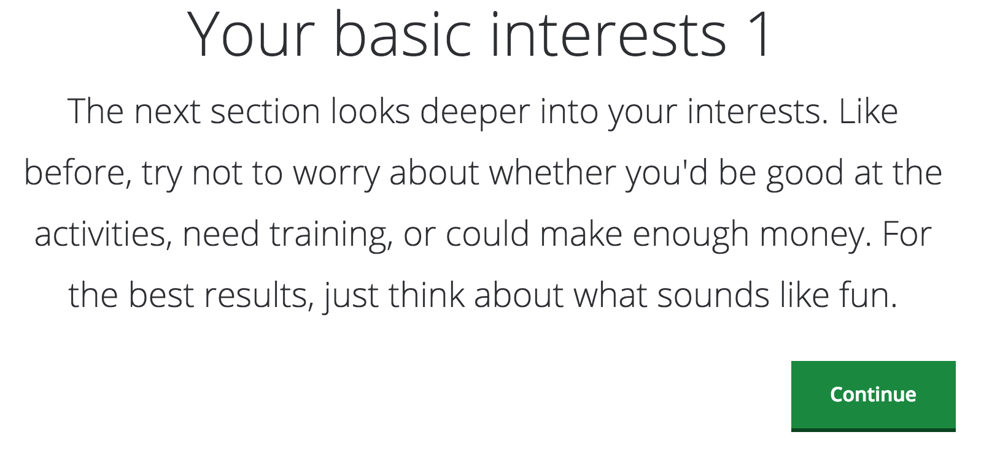 Your basic interests 1
The next section looks deeper into your interests. Like
before, try not to worry about whether you'd be good at the
activities, need training, or could make enough money. For
the best results, just think about what sounds like fun.
Continue